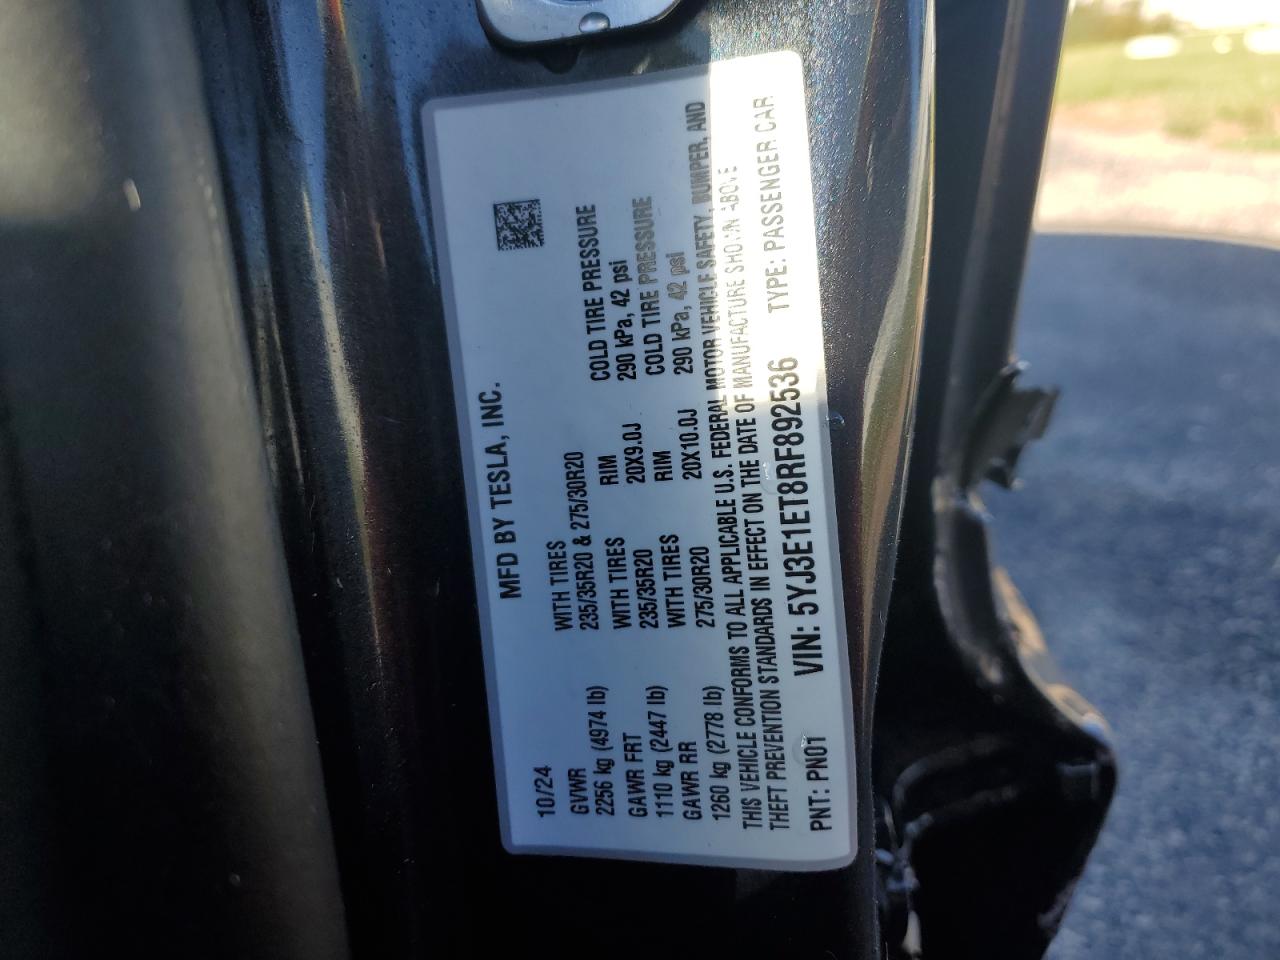 MFD BY TESLA, INC.
10/24
GVWR WITH TIRES COLD TIRE PRESSURE
2256 kg (4974 lb) 235/35R20 & 275/30R20 290 kPa, 42 psi
GAWR FRT WITH TIRES RIM COLD TIRE PRESSURE
1110 kg (2447 lb) 235/35R20 20X9.0J 290 kPa, 42 psi
GAWR RR WITH TIRES RIM
1260 kg (2778 lb) 275/30R20 20X10.0J
THIS VEHICLE CONFORMS TO ALL APPLICABLE U.S. FEDERAL MOTOR VEHICLE SAFETY, BUMPER, AND
THEFT PREVENTION STANDARDS IN EFFECT ON THE DATE OF MANUFACTURE SHOWN ABOVE
PNT: PN01 VIN: 5YJ3E1ET8RF892536 TYPE: PASSENGER CAR